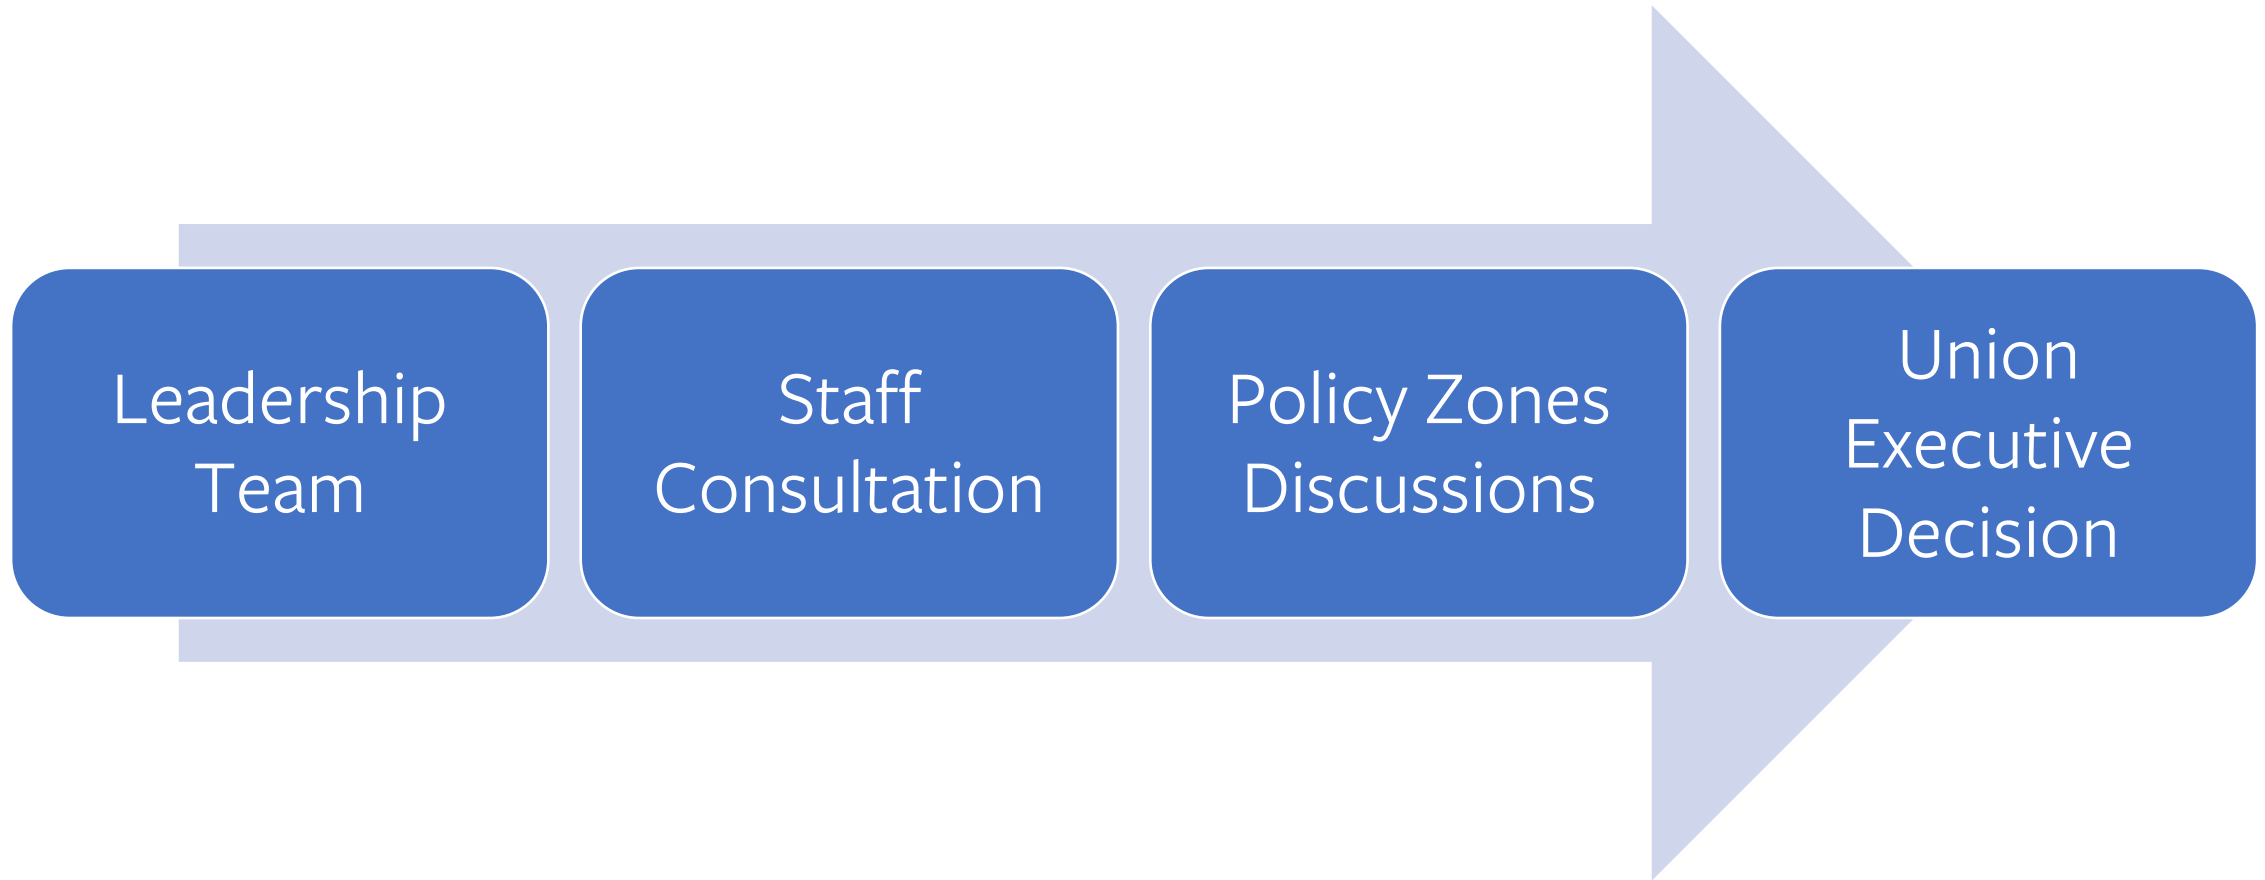 Leadership
Team
Staff
Consultation
Policy Zones
Discussions
Union
Executive
Decision